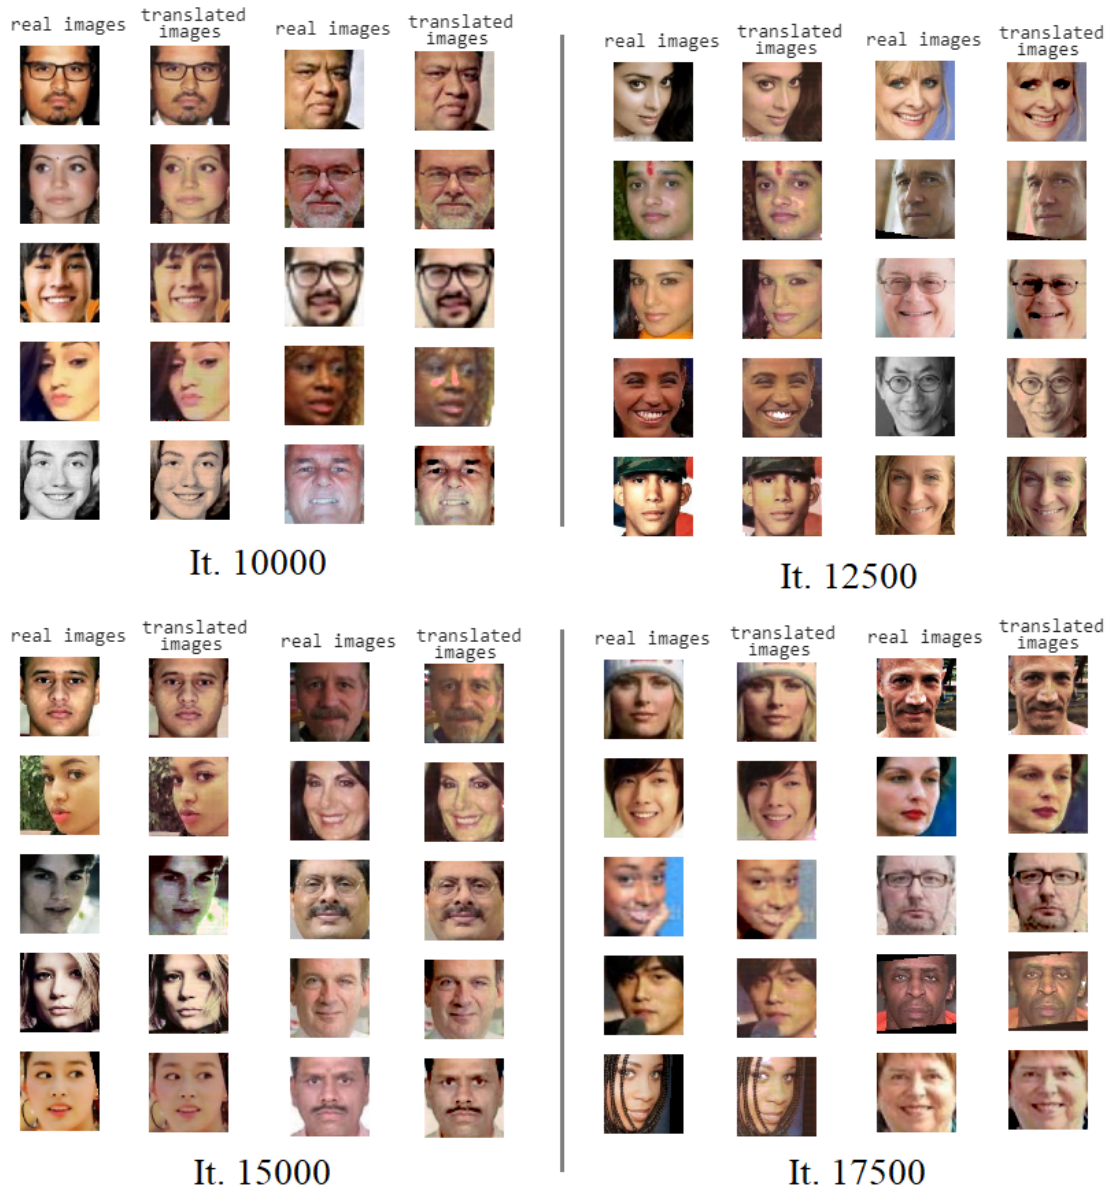 real images
translated
images
real images
translated
images
It. 10000
real images
translated
images
real images
translated
images
It. 12500
real images
translated
images
real images
translated
images
It. 15000
real images
translated
images
real images
translated
images
It. 17500